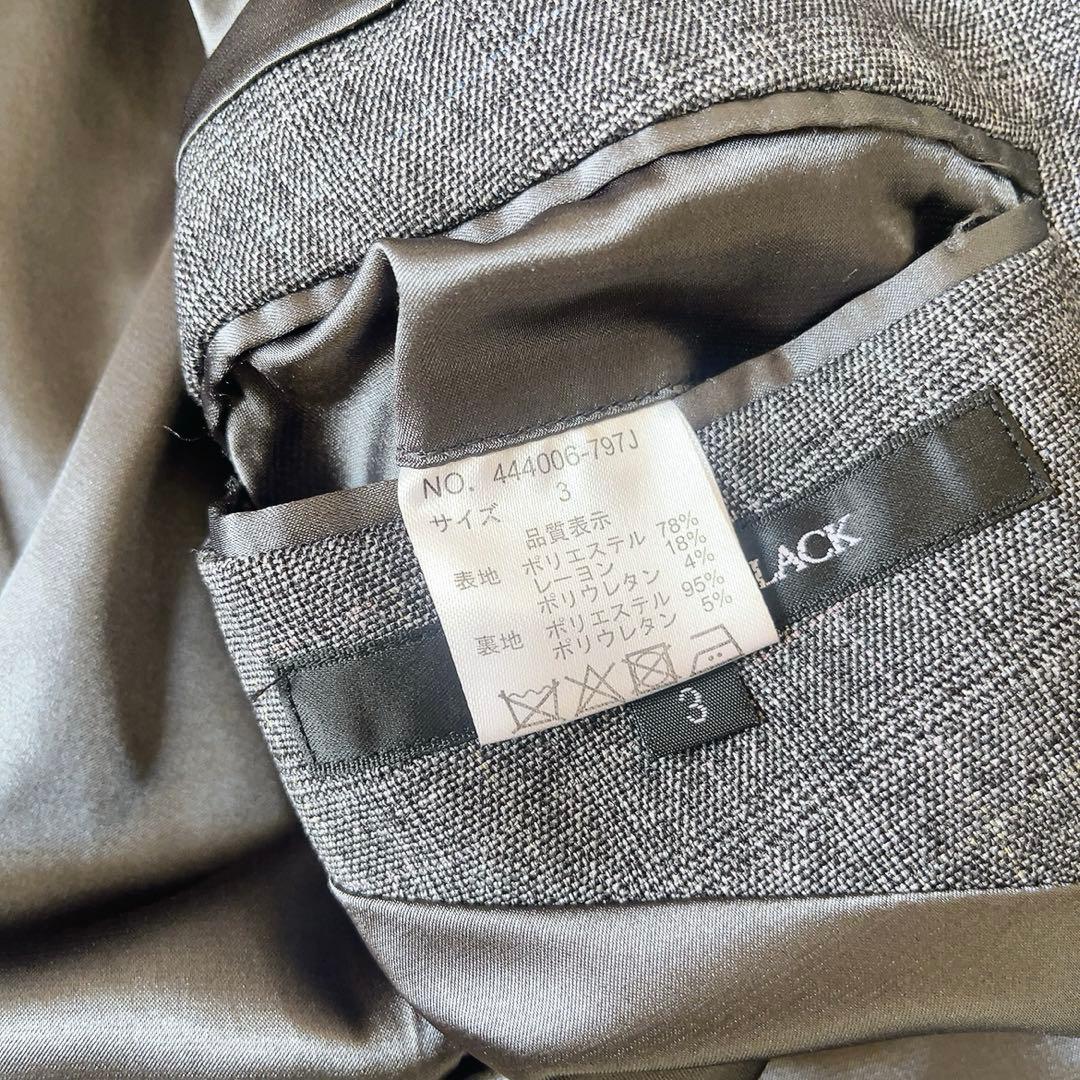 NO. 444006-797J
サイズ 3
品質表示
表地 ポリエステル 78%
レーヨン 18%
ポリウレタン 4%
裏地 ポリエステル 95%
ポリウレタン 5%
LACK
3